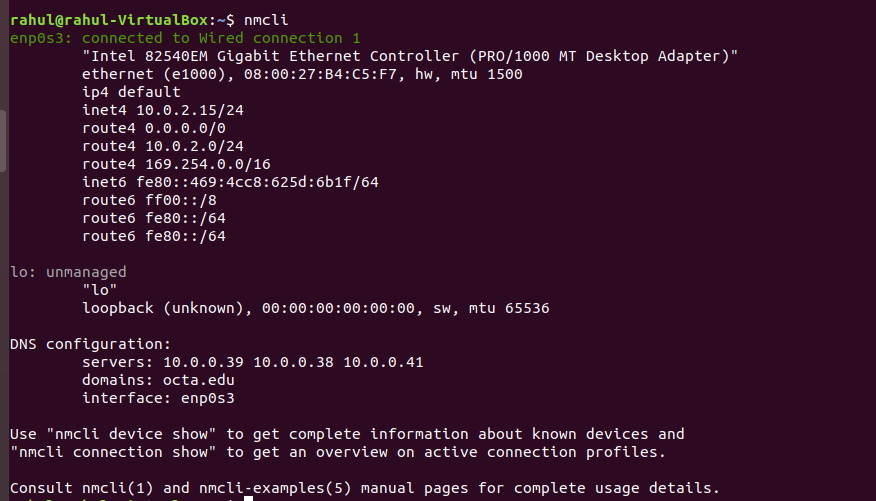 rahul@rahul-VirtualBox:~$ nmcli
enp0s3: connected to Wired connection 1
"Intel 82540EM Gigabit Ethernet Controller (PRO/1000 MT Desktop Adapter)"
ethernet (e1000), 08:00:27:B4:C5:F7, hw, mtu 1500
ip4 default
inet4 10.0.2.15/24
route4 0.0.0.0/0
route4 10.0.2.0/24
route4 169.254.0.0/16
inet6 fe80::469:4cc8:625d:6b1f/64
route6 ff00::/8
route6 fe80::/64
route6 fe80::/64
lo: unmanaged
"lo"
loopback (unknown), 00:00:00:00:00:00, sw, mtu 65536
DNS configuration:
servers: 10.0.0.39 10.0.0.38 10.0.0.41
domains: octa.edu
interface: enp0s3
Use "nmcli device show" to get complete information about known devices and
"nmcli connection show" to get an overview on active connection profiles.
Consult nmcli(1) and nmcli-examples(5) manual pages for complete usage details.